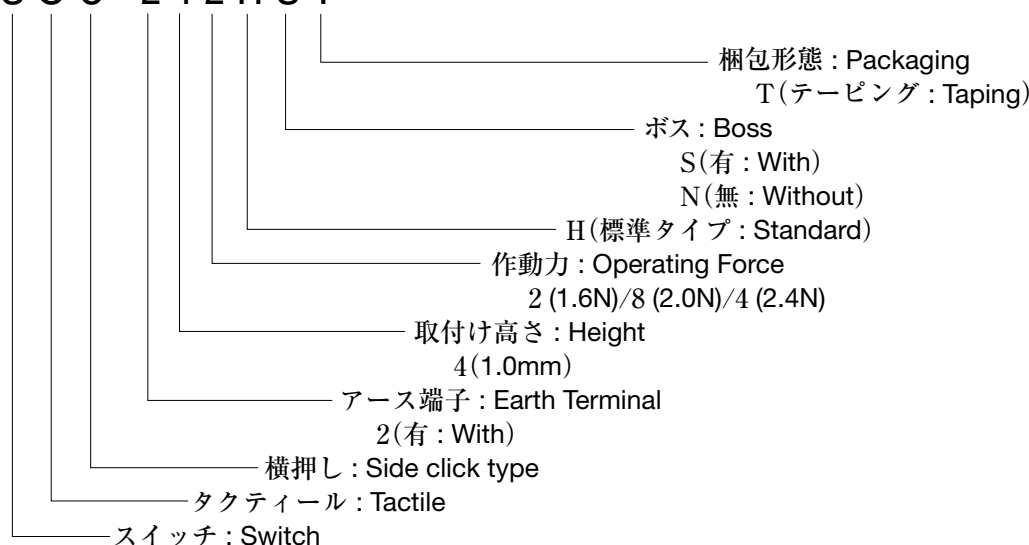 梱包形態 : Packaging
T(テーピング : Taping)
ボス : Boss
S(有 : With)
N(無 : Without)
H(標準タイプ : Standard)
作動力 : Operating Force
2 (1.6N)/8 (2.0N)/4 (2.4N)
取付け高さ : Height
4(1.0mm)
アース端子 : Earth Terminal
2(有 : With)
横押し : Side click type
タクティール : Tactile
スイッチ : Switch